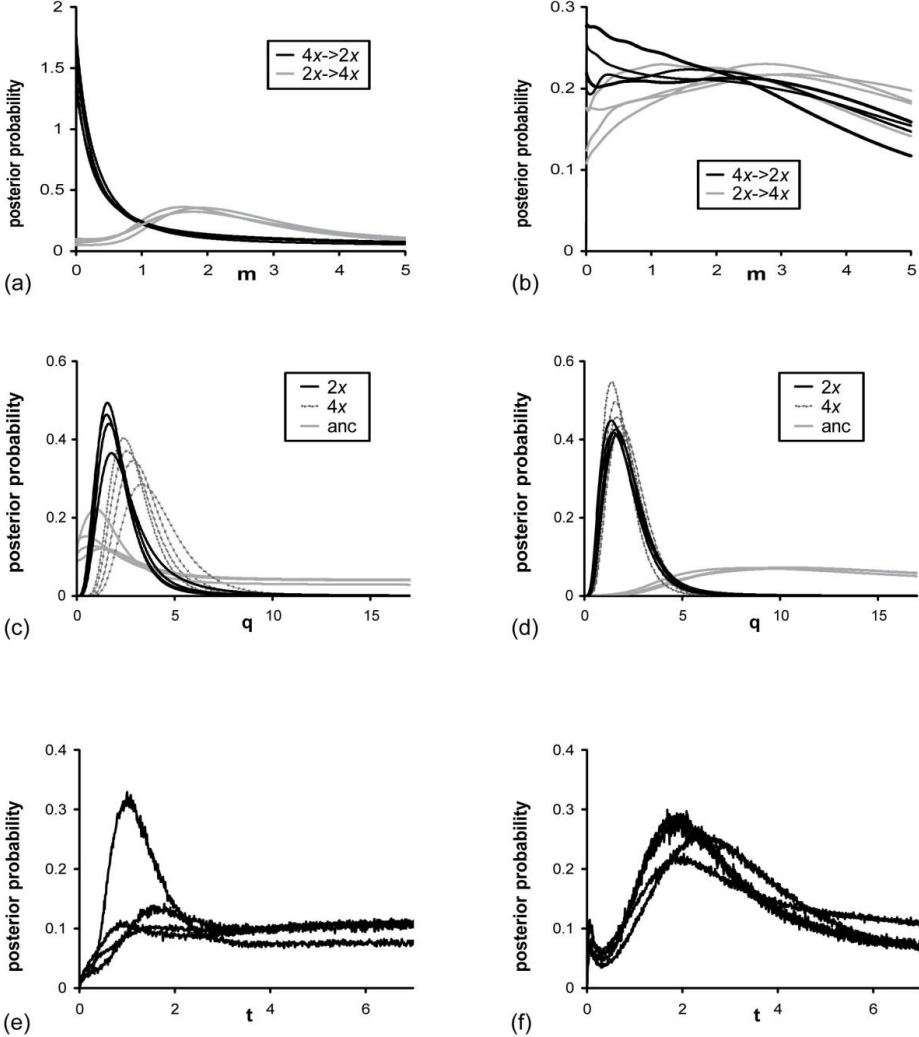 posterior probability
2
1.5
1
0.5
0
0
1
2
3
4
5
m
4x->2x
2x->4x
(a)
posterior probability
0.3
0.2
0.1
0
0
1
2
3
4
5
m
4x->2x
2x->4x
(b)
posterior probability
0.6
0.4
0.2
0
0
5
10
15
q
2x
4x
anc
(c)
posterior probability
0.6
0.4
0.2
0
0
5
10
15
q
2x
4x
anc
(d)
posterior probability
0.4
0.3
0.2
0.1
0
0
2
4
6
t
(e)
posterior probability
0.4
0.3
0.2
0.1
0
0
2
4
6
t
(f)